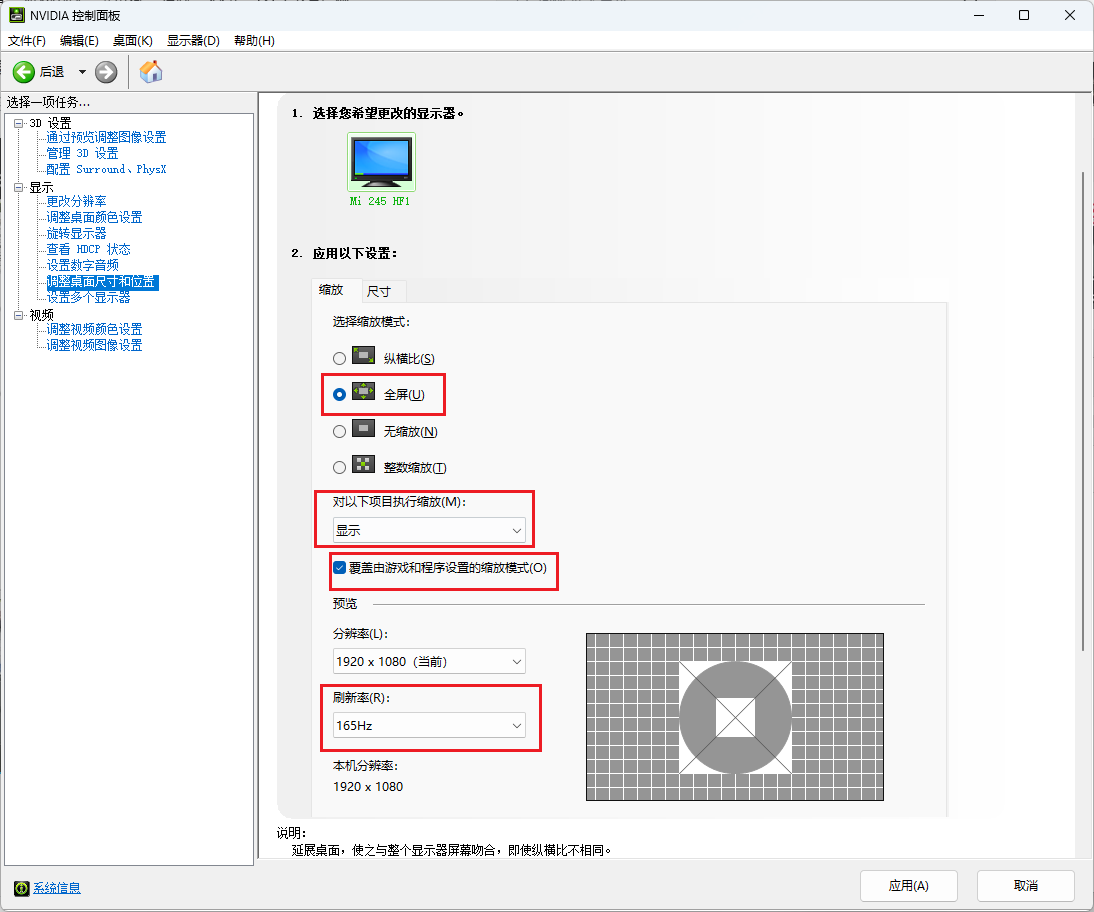 NVIDIA 控制面板
文件(F) 编辑(E) 桌面(K) 显示器(D) 帮助(H)
后退
选择一项任务...
3D 设置
通过预览调整图像设置
管理 3D 设置
配置 Surround、PhysX
显示
更改分辨率
调整桌面颜色设置
旋转显示器
查看 HDCP 状态
设置数字音频
调整桌面尺寸和位置
设置多个显示器
视频
调整视频颜色设置
调整视频图像设置
1. 选择您希望更改的显示器。
Mi 245 HF1
2. 应用以下设置:
缩放 尺寸
选择缩放模式:
纵横比(S)
全屏(U)
无缩放(N)
整数缩放(T)
对以下项目执行缩放(M):
显示
覆盖由游戏和程序设置的缩放模式(O)
预览
分辨率(L):
1920 x 1080（当前）
刷新率(R):
165Hz
本机分辨率:
1920 x 1080
说明:
延展桌面，使之与整个显示器屏幕吻合，即使纵横比不相同。
系统信息
应用(A) 取消